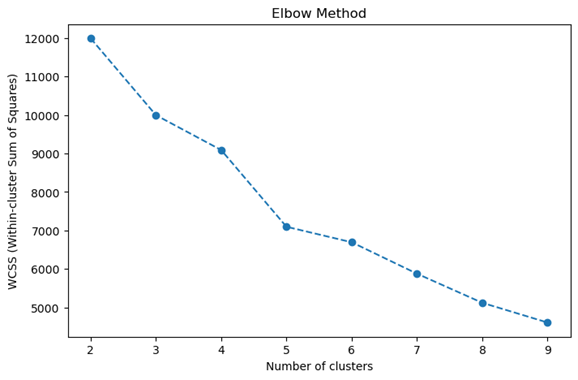 Elbow Method
12000
11000
10000
9000
8000
7000
6000
5000
WCSS (Within-cluster Sum of Squares)
2 3 4 5 6 7 8 9
Number of clusters